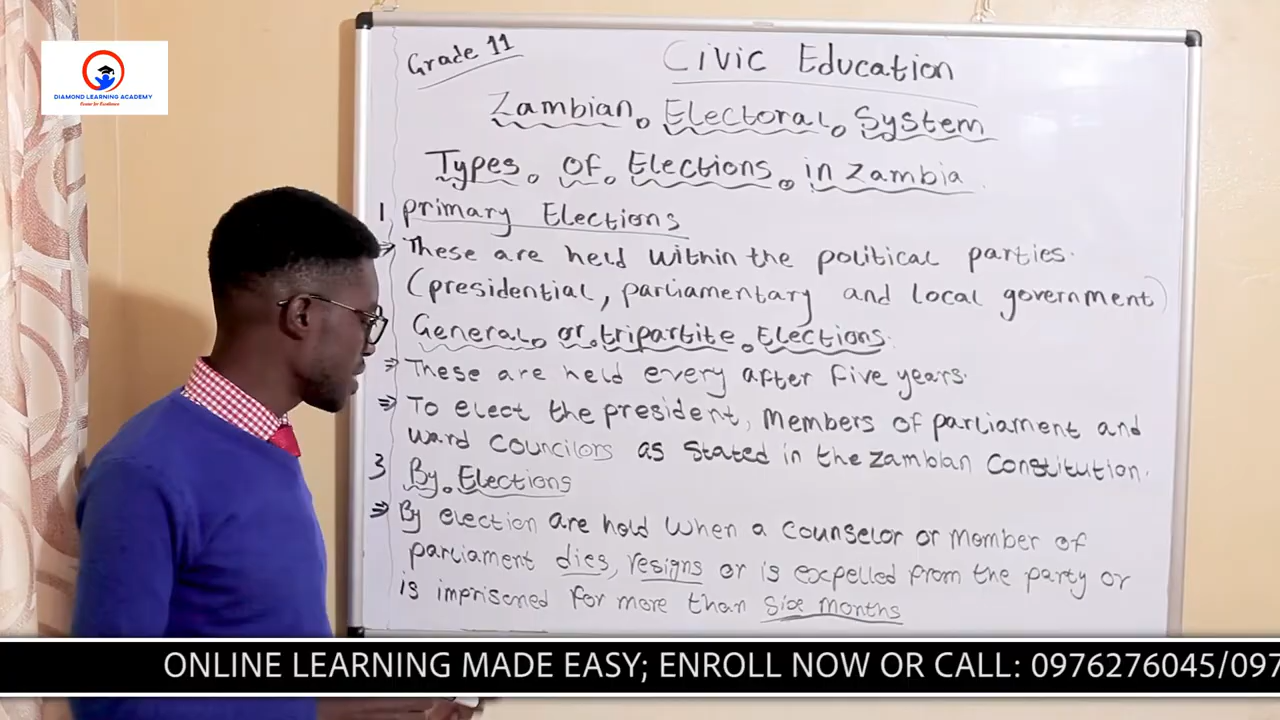 DIAMOND LEARNING ACADEMY
Center for Excellence
Grade 11
Civic Education
Zambian Electoral System
Types of Elections in Zambia
1 primary Elections
These are held within the political parties.
(presidential, parliamentary and local government)
General or tripartite Elections.
These are held every after five years.
To elect the president, Members of parliament and
ward councilors as stated in the zambian constitution.
3 By Elections
By election are held when a counselor or member of
parliament dies, resigns or is expelled from the party or
is imprisoned for more than six months
ONLINE LEARNING MADE EASY; ENROLL NOW OR CALL: 0976276045/097